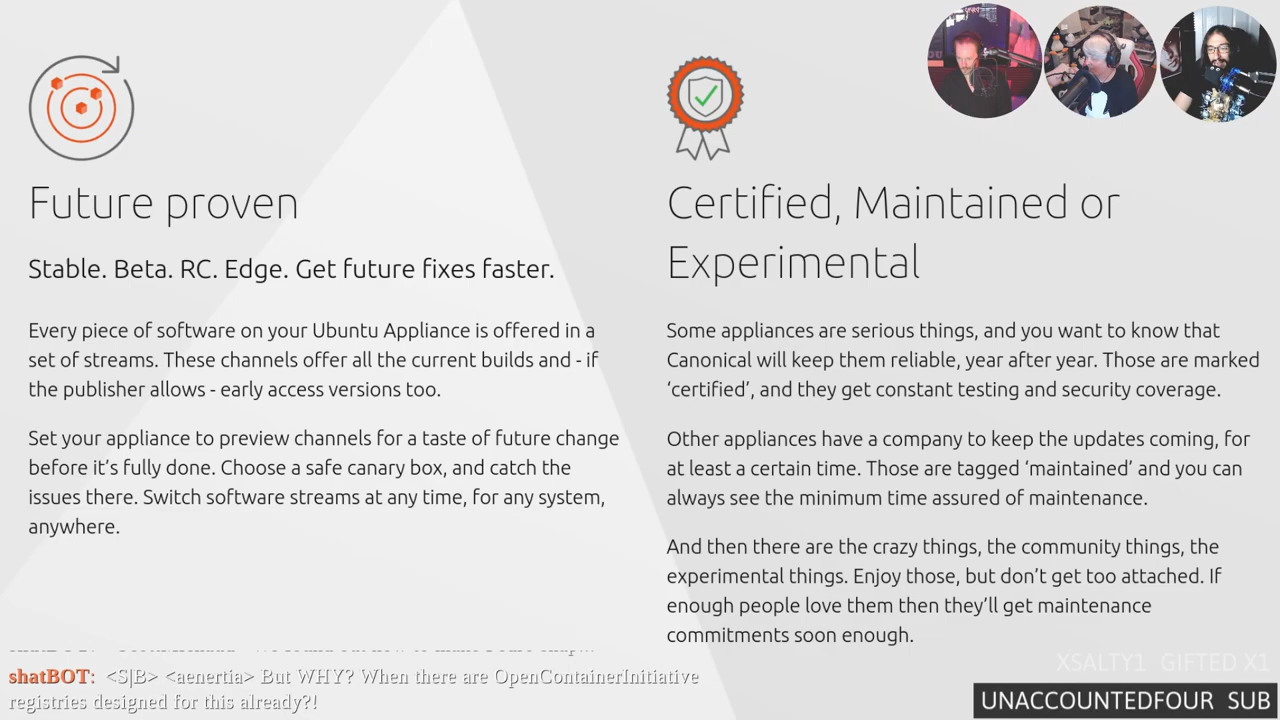 Future proven
Stable. Beta. RC. Edge. Get future fixes faster.
Every piece of software on your Ubuntu Appliance is offered in a
set of streams. These channels offer all the current builds and - if
the publisher allows - early access versions too.
Set your appliance to preview channels for a taste of future change
before it’s fully done. Choose a safe canary box, and catch the
issues there. Switch software streams at any time, for any system,
anywhere.
Certified, Maintained or
Experimental
Some appliances are serious things, and you want to know that
Canonical will keep them reliable, year after year. Those are marked
‘certified’, and they get constant testing and security coverage.
Other appliances have a company to keep the updates coming, for
at least a certain time. Those are tagged ‘maintained’ and you can
always see the minimum time assured of maintenance.
And then there are the crazy things, the community things, the
experimental things. Enjoy those, but don’t get too attached. If
enough people love them then they’ll get maintenance
commitments soon enough.
shatBOT: <S|B> <aenertia> But WHY? When there are OpenContainerInitiative
registries designed for this already?!
XSALTY1 GIFTED X1
UNACCOUNTEDFOUR SUB